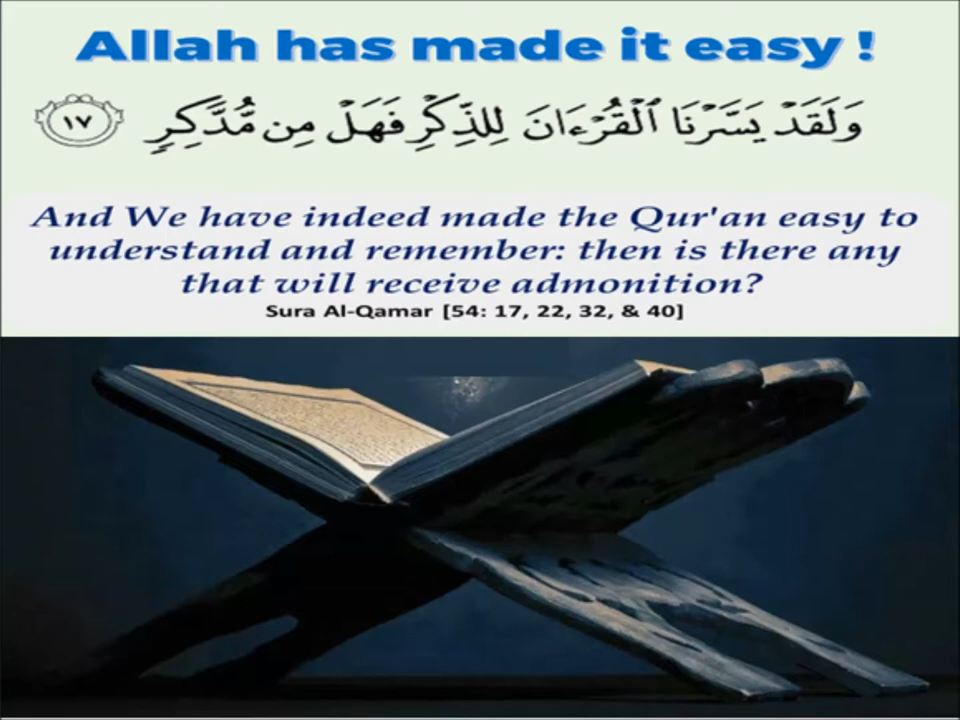 Allah has made it easy !
وَلَقَدْ يَسَّرْنَا ٱلْقُرْءَانَ لِلذِّكْرِ فَهَلْ مِن مُّدَّكِرٍ ١٧
And We have indeed made the Qur'an easy to
understand and remember: then is there any
that will receive admonition?
Sura Al-Qamar [54: 17, 22, 32, & 40]